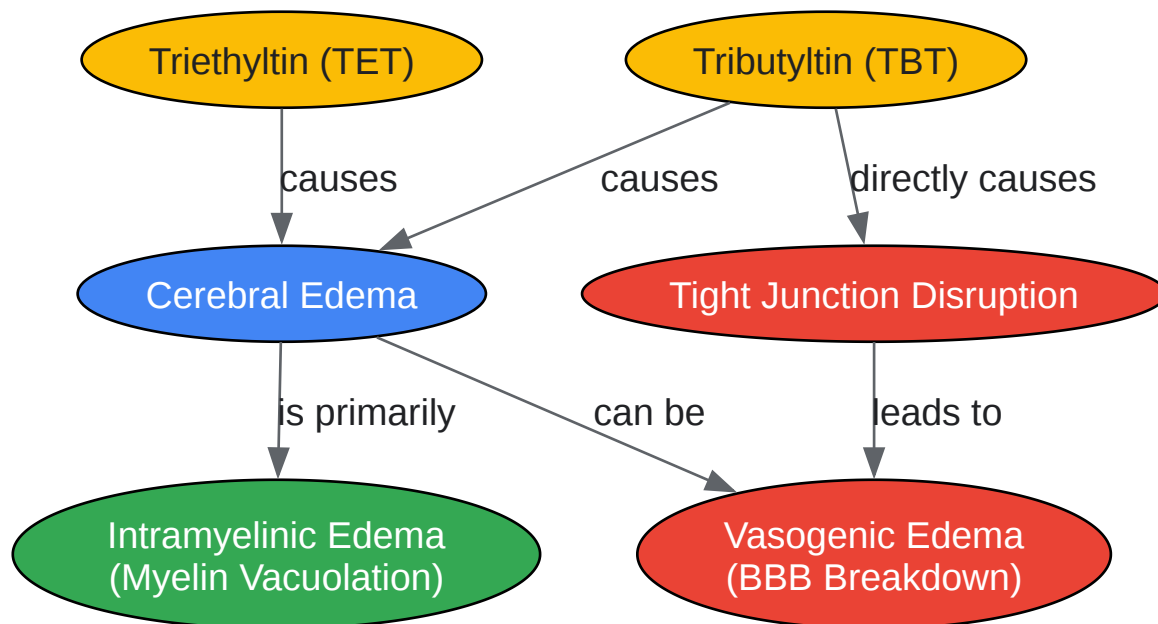 Triethyltin (TET)
Tributyltin (TBT)
causes
causes
directly causes
Cerebral Edema
Tight Junction Disruption
is primarily
can be
leads to
Intramyelinic Edema
(Myelin Vacuolation)
Vasogenic Edema
(BBB Breakdown)